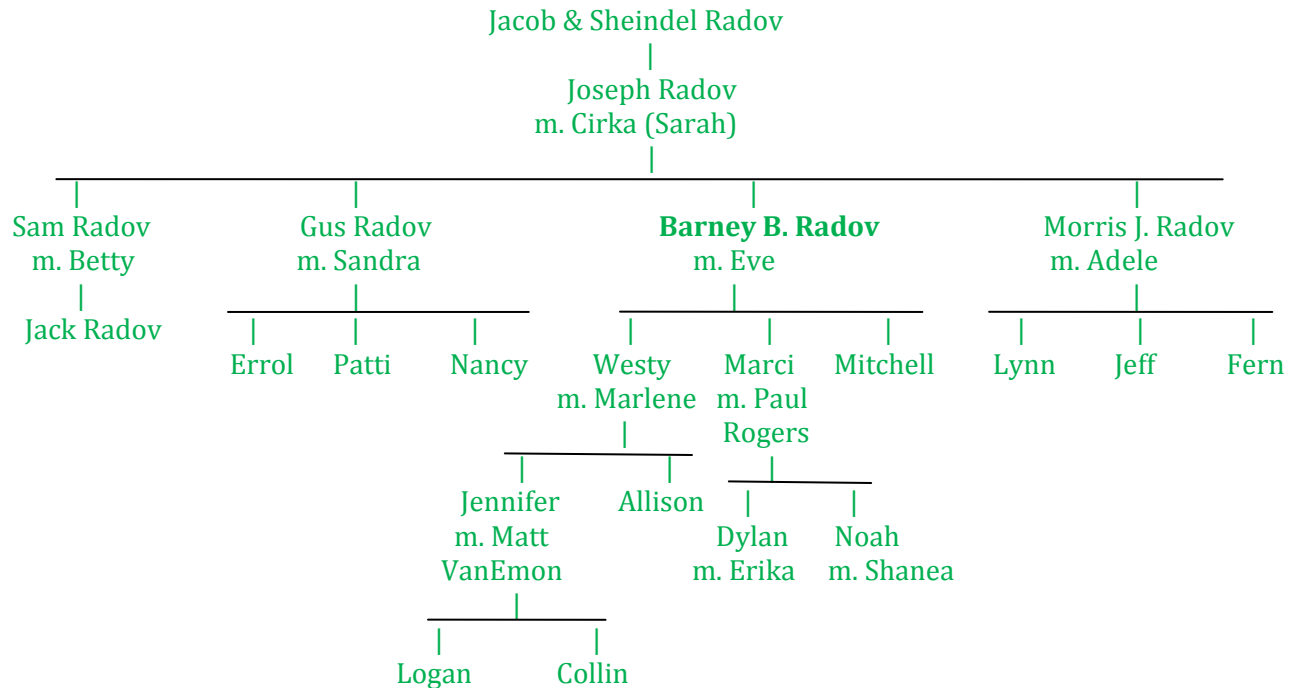 Jacob & Sheindel Radov
Joseph Radov
m. Cirka (Sarah)
Sam Radov Gus Radov Barney B. Radov Morris J. Radov
m. Betty m. Sandra m. Eve m. Adele
Jack Radov
Errol Patti Nancy Westy Marci Mitchell Lynn Jeff Fern
m. Marlene m. Paul
Rogers
Jennifer Allison
m. Matt Dylan Noah
VanEmon m. Erika m. Shanea
Logan Collin